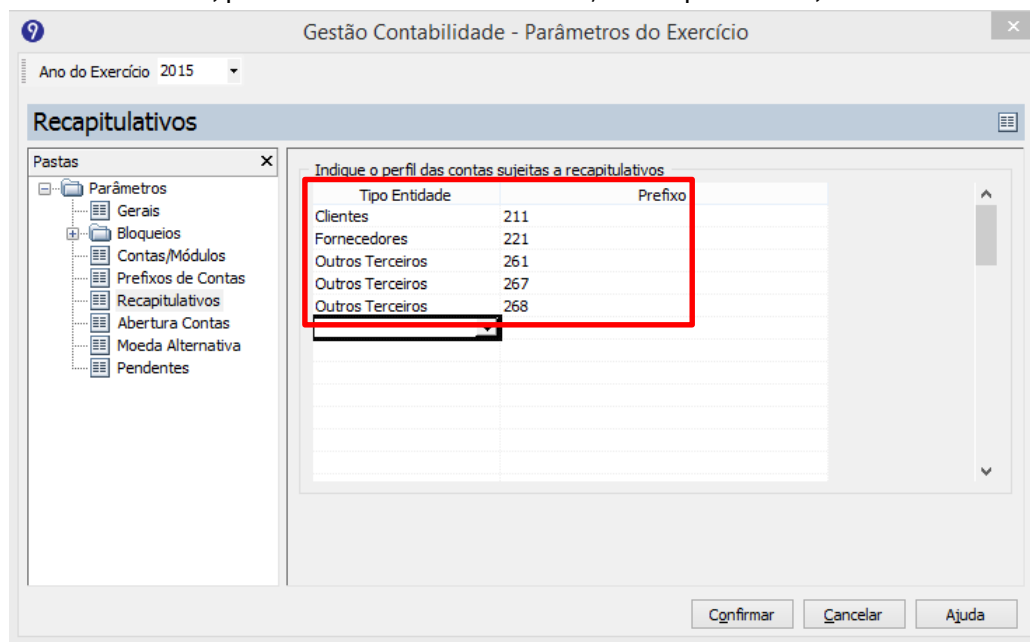 Gestão Contabilidade - Parâmetros do Exercício
Ano do Exercício 2015
Recapitulativos
Pastas
Parâmetros
Gerais
Bloqueios
Contas/Módulos
Prefixos de Contas
Recapitulativos
Abertura Contas
Moeda Alternativa
Pendentes
Indique o perfil das contas sujeitas a recapitulativos
Tipo Entidade Prefixo
Clientes 211
Fornecedores 221
Outros Terceiros 261
Outros Terceiros 267
Outros Terceiros 268
Confirmar Cancelar Ajuda